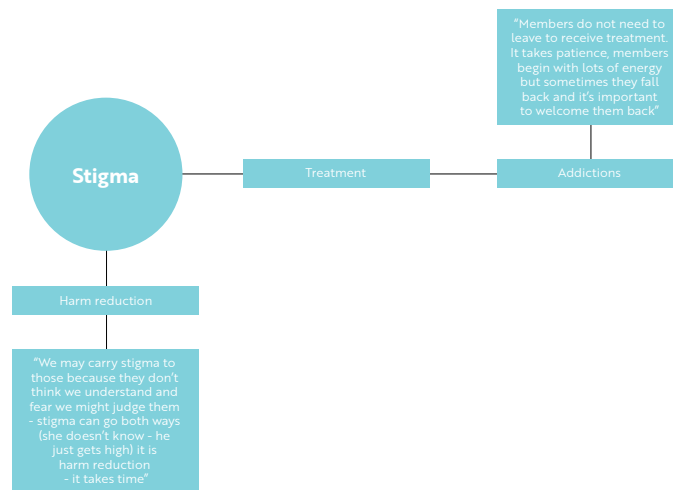 “Members do not need to
leave to receive treatment.
It takes patience, members
begin with lots of energy
but sometimes they fall
back and it’s important
to welcome them back”
Stigma
Treatment
Addictions
Harm reduction
“We may carry stigma to
those because they don’t
think we understand and
fear we might judge them
- stigma can go both ways
(she doesn’t know - he
just gets high) it is
harm reduction
- it takes time”